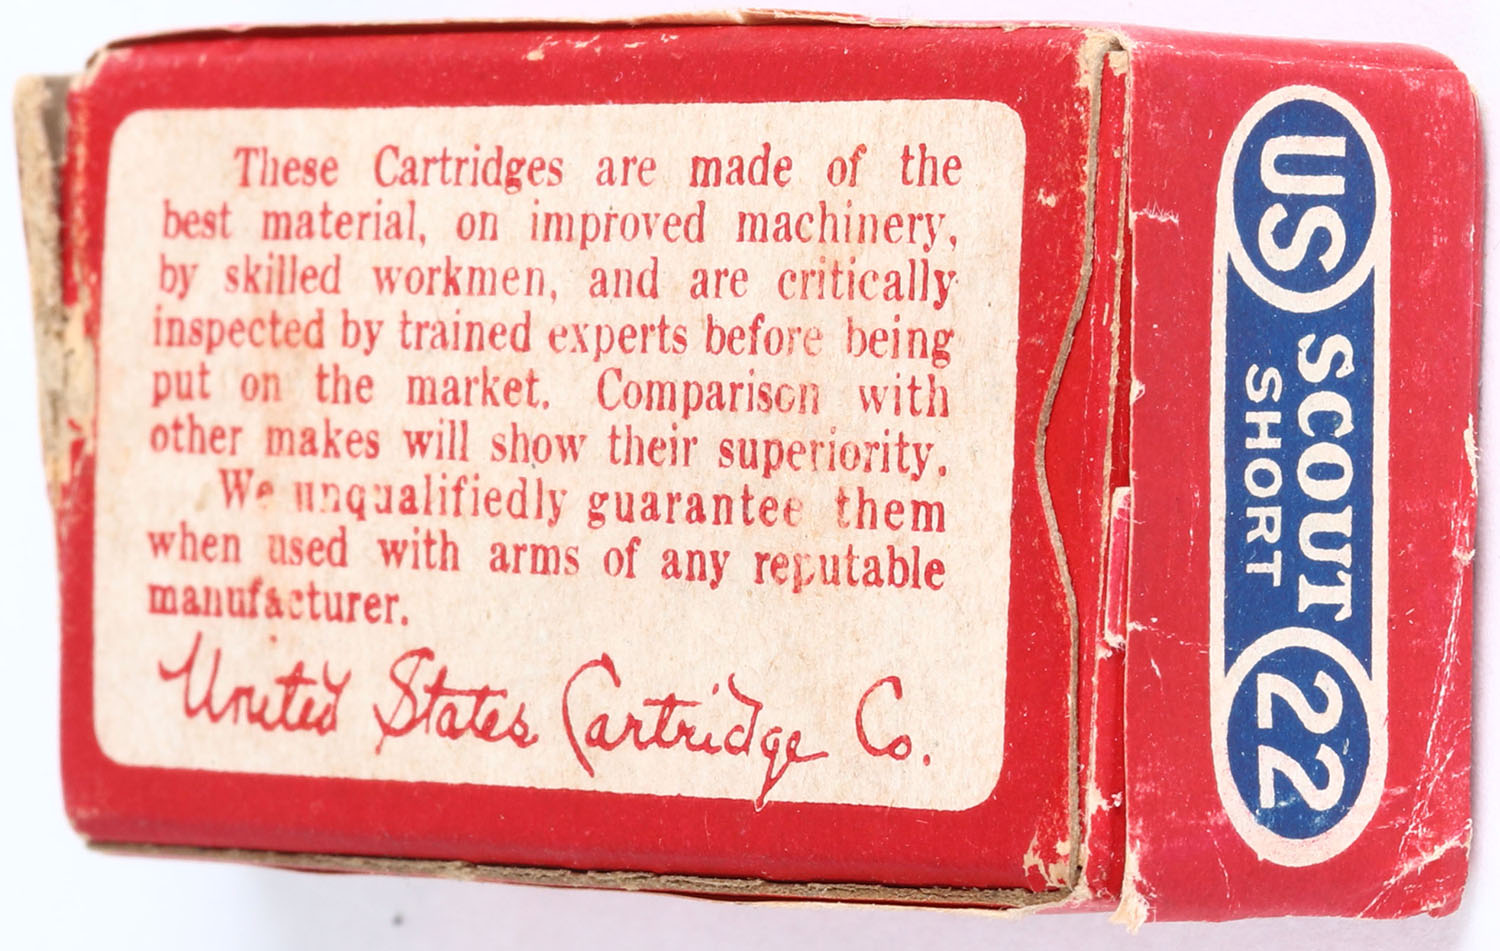 These Cartridges are made of the
best material, on improved machinery,
by skilled workmen, and are critically
inspected by trained experts before being
put on the market. Comparison with
other makes will show their superiority.
We unqualifiedly guarantee them
when used with arms of any reputable
manufacturer.
United States Cartridge Co.
US
SCOUT
SHORT
22